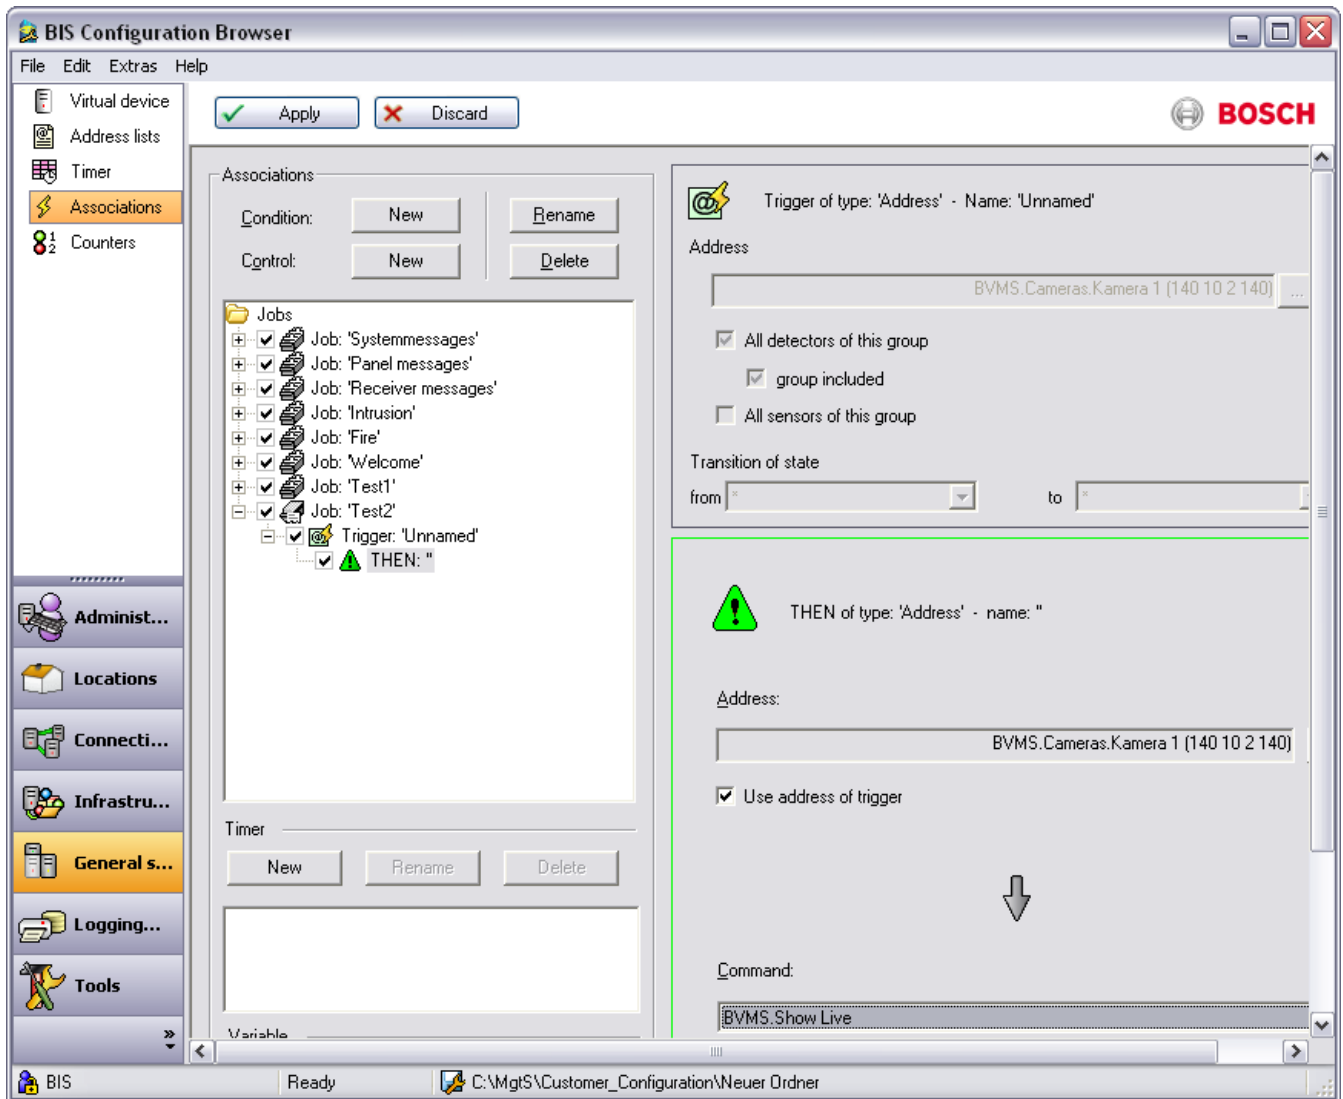 BIS Configuration Browser
File Edit Extras Help
Virtual device
Address lists
Timer
Associations
Counters
Administ...
Locations
Connecti...
Infrastru...
General s...
Logging...
Tools
»
Apply
Discard
BOSCH
Associations
Condition: New Rename
Control: New Delete
Jobs
Job: 'Systemmessages'
Job: 'Panel messages'
Job: 'Receiver messages'
Job: 'Intrusion'
Job: 'Fire'
Job: 'Welcome'
Job: 'Test1'
Job: 'Test2'
Trigger: 'Unnamed'
THEN: ''
Timer
New Rename Delete
Variable
Trigger of type: 'Address' - Name: 'Unnamed'
Address
BVMS.Cameras.Kamera 1 (140 10 2 140) ...
All detectors of this group
group included
All sensors of this group
Transition of state
from * to *
THEN of type: 'Address' - name: ''
Address:
BVMS.Cameras.Kamera 1 (140 10 2 140)
Use address of trigger
Command:
BVMS.Show Live
BIS Ready C:\MgtS\Customer_Configuration\Neuer Ordner